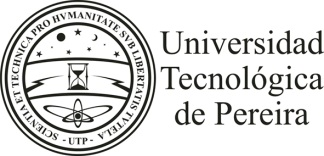 SCIENTIA ET TECHNICA PRO HVMANITATE SVB LIBERTATIS TVTELA
- UTP -
Universidad
Tecnológica
de Pereira